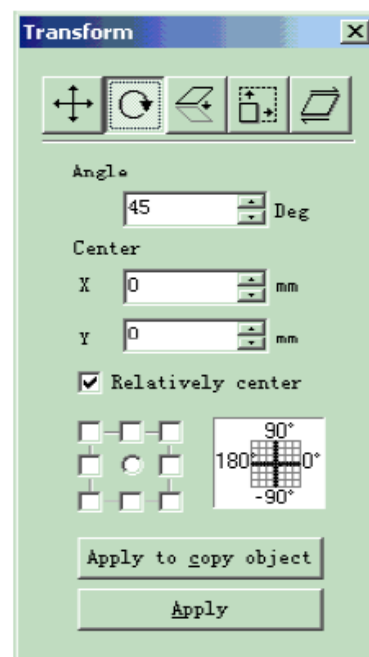 Transform
Angle
45 Deg
Center
X 0 mm
Y 0 mm
Relatively center
90°
180° 0°
-90°
Apply to copy object
Apply